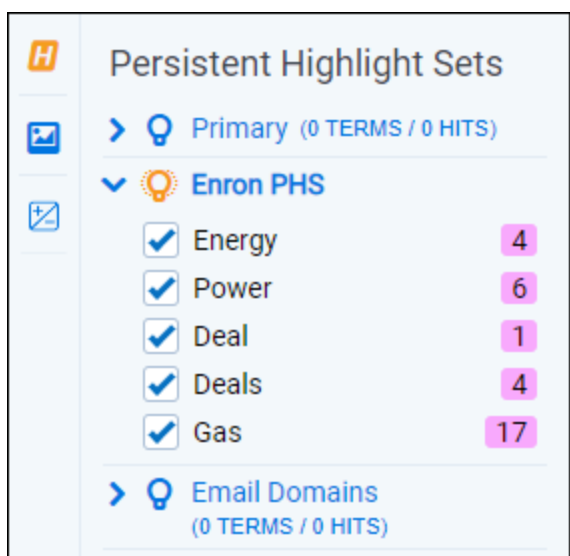 H
Persistent Highlight Sets
Primary (0 TERMS / 0 HITS)
Enron PHS
Energy 4
Power 6
Deal 1
Deals 4
Gas 17
Email Domains
(0 TERMS / 0 HITS)